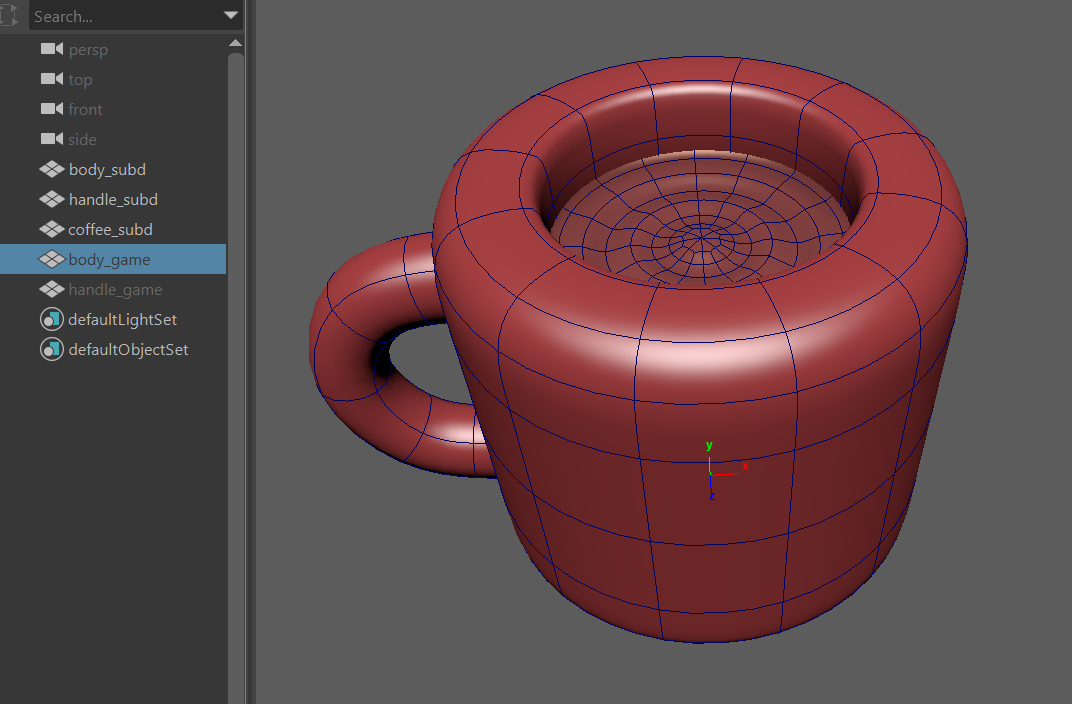 Search...
persp
top
front
side
body_subd
handle_subd
coffee_subd
body_game
handle_game
defaultLightSet
defaultObjectSet
y
x
z